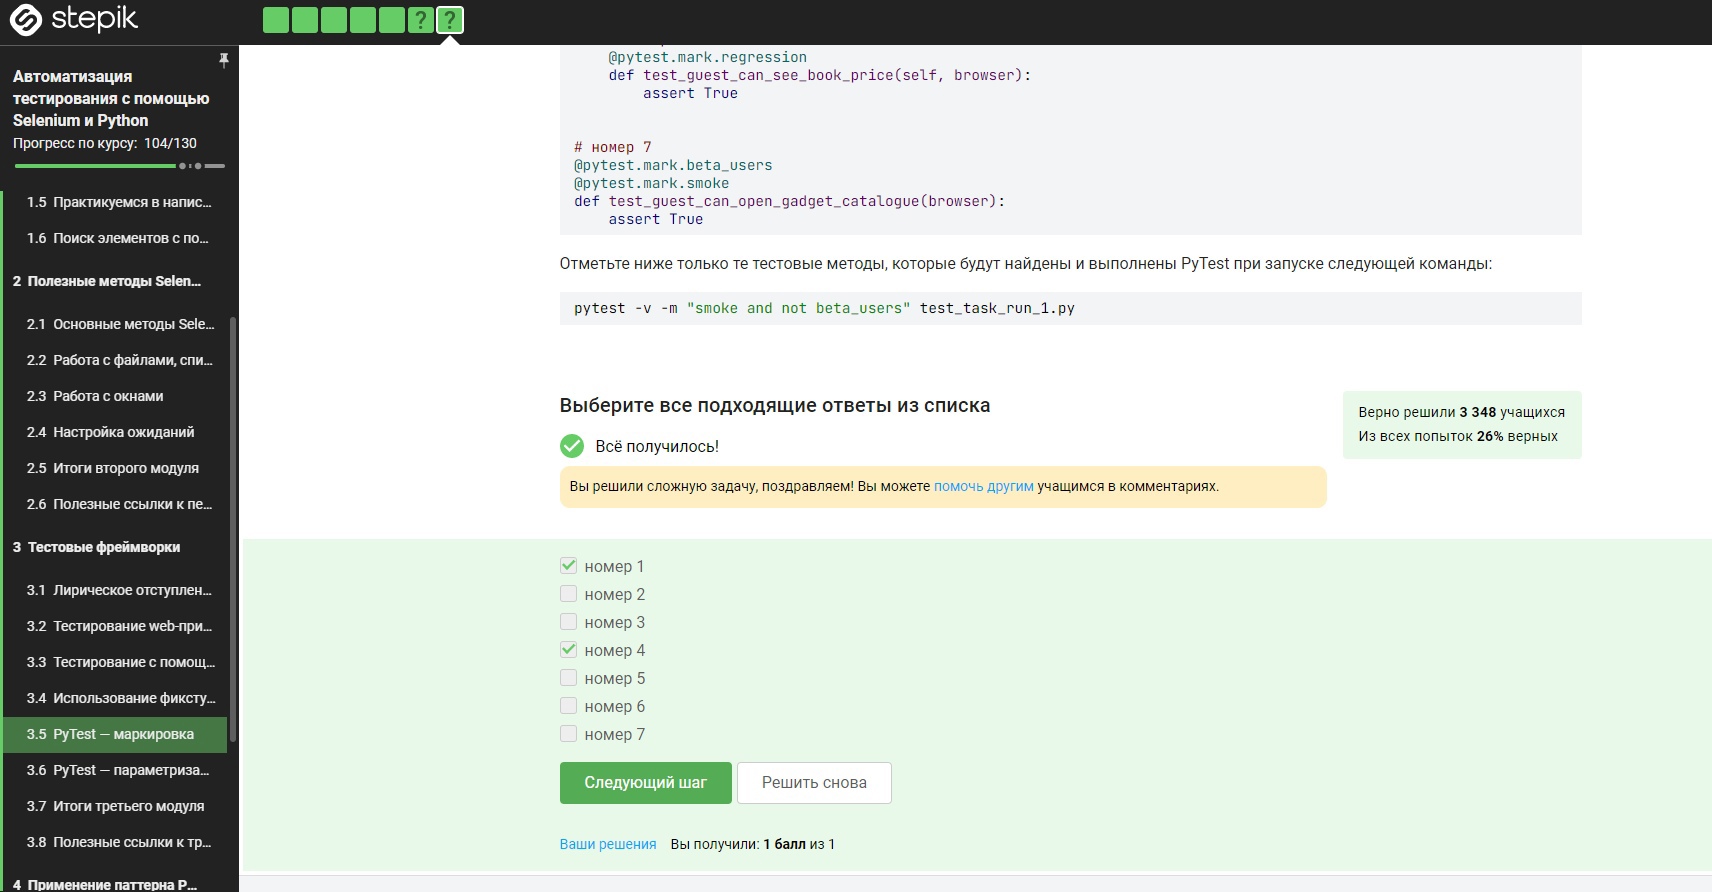 stepik
? ?
Автоматизация
тестирования с помощью
Selenium и Python
Прогресс по курсу: 104/130
1.5 Практикуемся в напис...
1.6 Поиск элементов с по...
2 Полезные методы Selen...
2.1 Основные методы Sele...
2.2 Работа с файлами, спи...
2.3 Работа с окнами
2.4 Настройка ожиданий
2.5 Итоги второго модуля
2.6 Полезные ссылки к пе...
3 Тестовые фреймворки
3.1 Лирическое отступлен...
3.2 Тестирование web-при...
3.3 Тестирование с помощ...
3.4 Использование фиксту...
3.5 PyTest — маркировка
3.6 PyTest — параметриза...
3.7 Итоги третьего модуля
3.8 Полезные ссылки к тр...
4 Применение паттерна P...
@pytest.mark.regression
def test_guest_can_see_book_price(self, browser):
assert True
# номер 7
@pytest.mark.beta_users
@pytest.mark.smoke
def test_guest_can_open_gadget_catalogue(browser):
assert True
Отметьте ниже только те тестовые методы, которые будут найдены и выполнены PyTest при запуске следующей команды:
pytest -v -m "smoke and not beta_users" test_task_run_1.py
Выберите все подходящие ответы из списка
Верно решили 3 348 учащихся
Из всех попыток 26% верных
Всё получилось!
Вы решили сложную задачу, поздравляем! Вы можете помочь другим учащимся в комментариях.
номер 1
номер 2
номер 3
номер 4
номер 5
номер 6
номер 7
Следующий шаг
Решить снова
Ваши решения Вы получили: 1 балл из 1